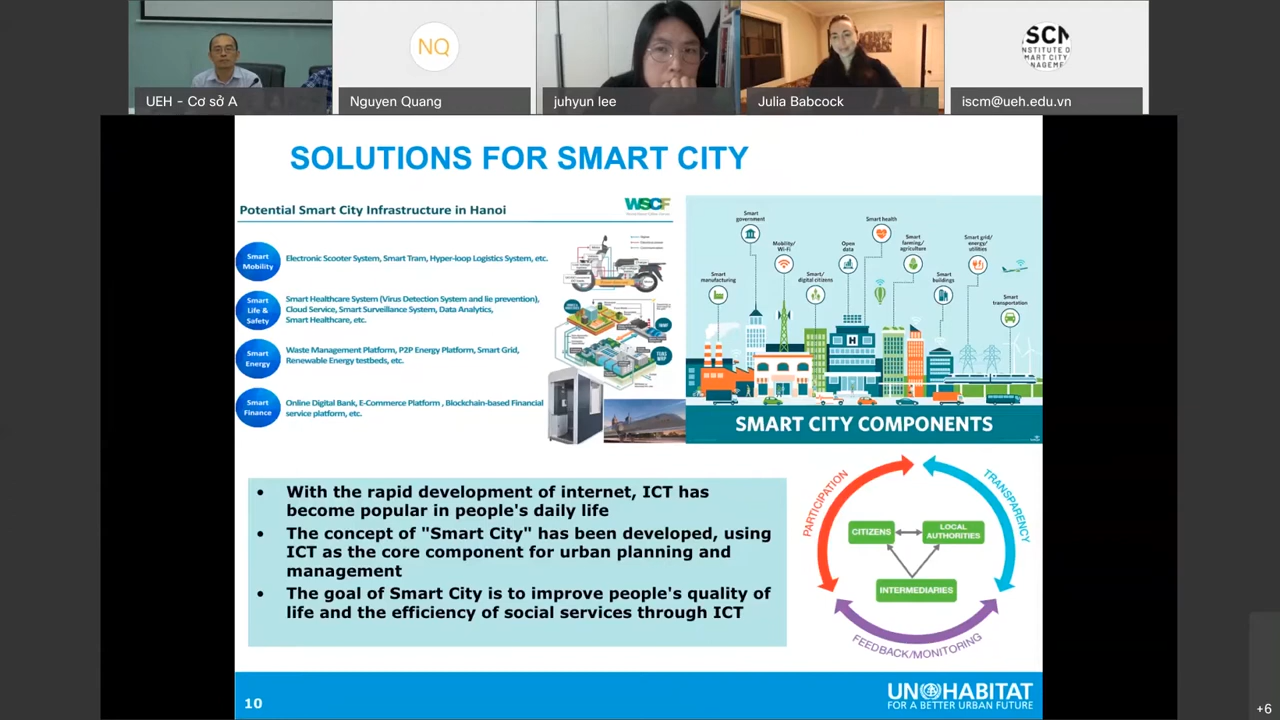 NQ
SCM
INSTITUTE OF
SMART CITY
MANAGEMENT
UEH - Cơ sở A
Nguyen Quang
juhyun lee
Julia Babcock
iscm@ueh.edu.vn
SOLUTIONS FOR SMART CITY
Potential Smart City Infrastructure in Hanoi
WSCF
Smart
Mobility
Electronic Scooter System, Smart Tram, Hyper-loop Logistics System, etc.
Smart
Life &
Safety
Smart Healthcare System (Virus Detection System and lie prevention),
Cloud Service, Smart Surveillance System, Data Analytics,
Smart Healthcare, etc.
Smart
Energy
Waste Management Platform, P2P Energy Platform, Smart Grid,
Renewable Energy testbeds, etc.
Smart
Finance
Online Digital Bank, E-Commerce Platform , Blockchain-based Financial
service platform, etc.
Smart
government
Mobility/
Wi-Fi
Open
data
Smart health
Smart
farming/
agriculture
Smart grid/
energy/
utilities
Smart
manufacturing
Smart/
digital citizens
Smart
buildings
Smart
transportation
H
SMART CITY COMPONENTS
• With the rapid development of internet, ICT has
become popular in people's daily life
• The concept of "Smart City" has been developed, using
ICT as the core component for urban planning and
management
• The goal of Smart City is to improve people's quality of
life and the efficiency of social services through ICT
PARTICIPATION
TRANSPARENCY
CITIZENS
LOCAL
AUTHORITIES
INTERMEDIARIES
FEEDBACK/MONITORING
10
UN HABITAT
FOR A BETTER URBAN FUTURE
+6